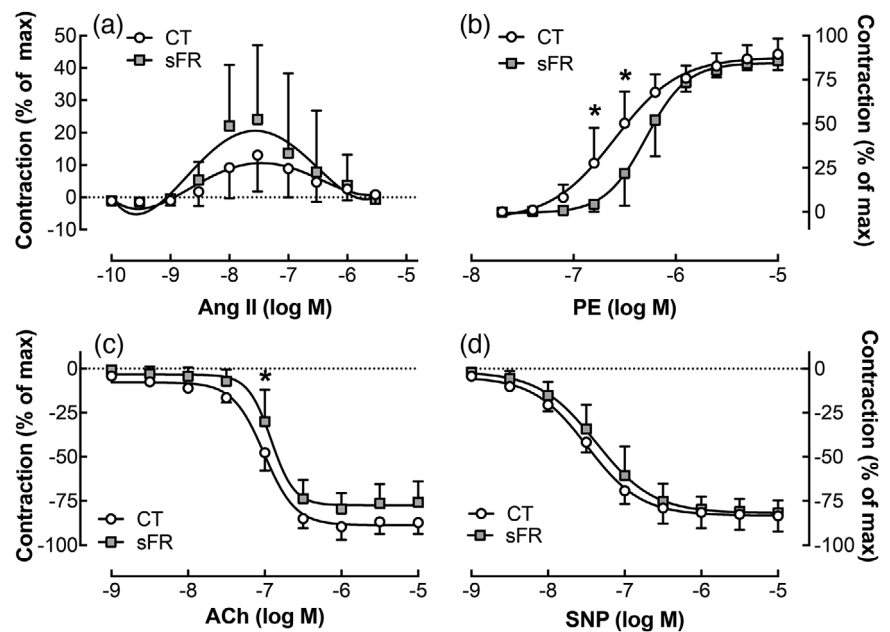 (a)
CT
sFR
50
40
30
20
10
0
-10
Contraction (% of max)
-10 -9 -8 -7 -6 -5
Ang II (log M)
(b)
CT
sFR
* *
100
75
50
25
0
Contraction (% of max)
-8 -7 -6 -5
PE (log M)
(c)
CT
sFR
*
0
-25
-50
-75
-100
Contraction (% of max)
-9 -8 -7 -6 -5
ACh (log M)
(d)
CT
sFR
0
-25
-50
-75
-100
Contraction (% of max)
-9 -8 -7 -6 -5
SNP (log M)